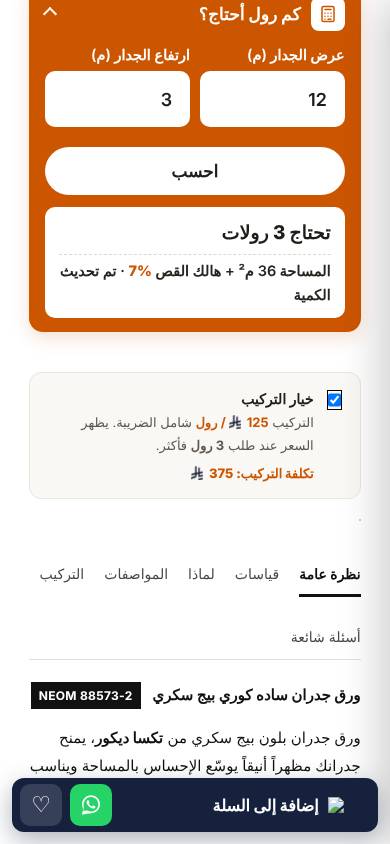 كم رول أحتاج؟
عرض الجدار (م)
ارتفاع الجدار (م)
12
3
احسب
تحتاج 3 رولات
المساحة 36 م² + هالك القص 7% · تم تحديث
الكمية
خيار التركيب
التركيب 125 / رول شامل الضريبة. يظهر
السعر عند طلب 3 رول فأكثر.
تكلفة التركيب: 375
نظرة عامة
قياسات
لماذا
المواصفات
التركيب
أسئلة شائعة
ورق جدران ساده كوري بيج سكري NEOM 88573-2
ورق جدران بلون بيج سكري من تكسا ديكور، يمنح
جدرانك مظهراً أنيقاً يوسّع الإحساس بالمساحة ويناسب
إضافة إلى السلة